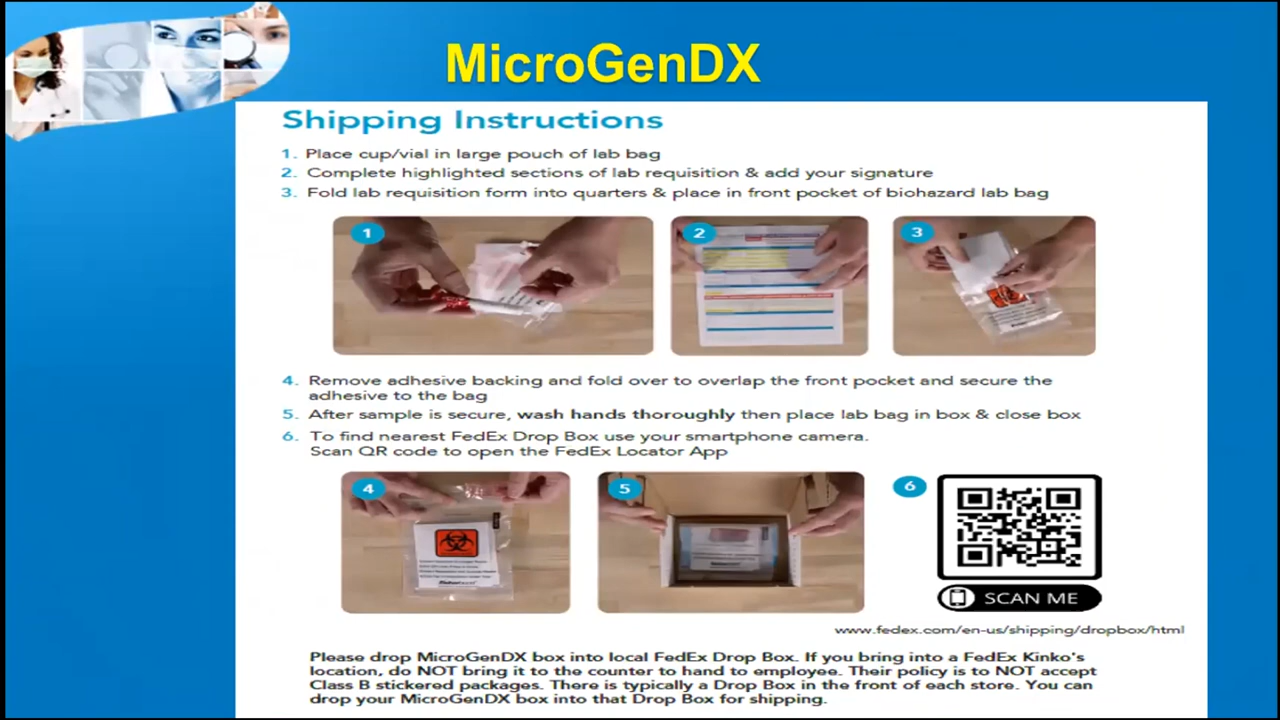 MicroGenDX
Shipping Instructions
1. Place cup/vial in large pouch of lab bag
2. Complete highlighted sections of lab requisition & add your signature
3. Fold lab requisition form into quarters & place in front pocket of biohazard lab bag
1
2
3
4. Remove adhesive backing and fold over to overlap the front pocket and secure the
adhesive to the bag
5. After sample is secure, wash hands thoroughly then place lab bag in box & close box
6. To find nearest FedEx Drop Box use your smartphone camera.
Scan QR code to open the FedEx Locator App
4
5
6
SCAN ME
www.fedex.com/en-us/shipping/dropbox/html
Please drop MicroGenDX box into local FedEx Drop Box. If you bring into a FedEx Kinko's
location, do NOT bring it to the counter to hand to employee. Their policy is to NOT accept
Class B stickered packages. There is typically a Drop Box in the front of each store. You can
drop your MicroGenDX box into that Drop Box for shipping.